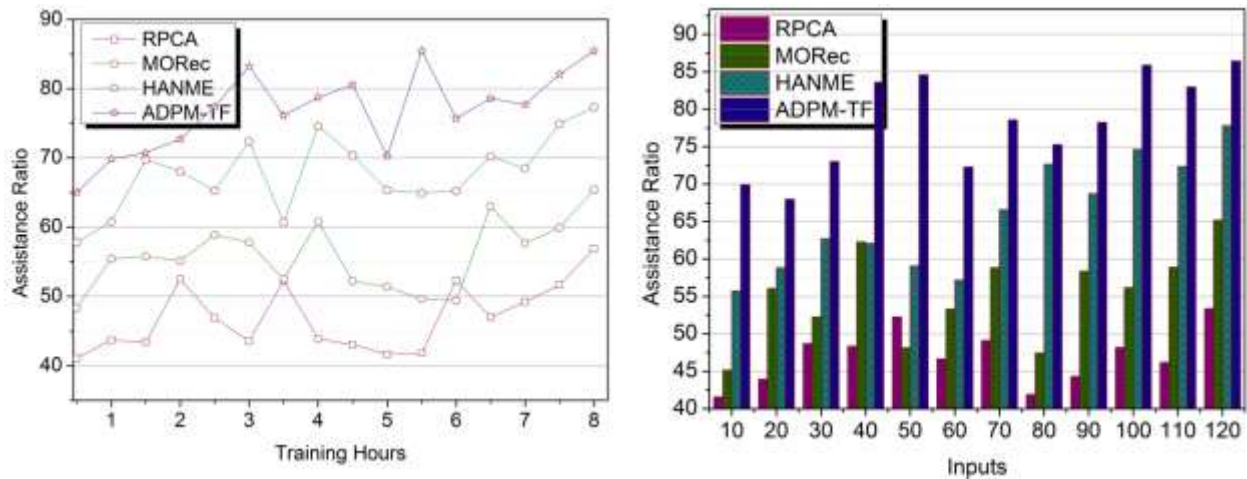 90
80
70
60
50
40
Assistance Ratio
RPCA
MORec
HANME
ADPM-TF
1 2 3 4 5 6 7 8
Training Hours
90
85
80
75
70
65
60
55
50
45
40
Assistance Ratio
RPCA
MORec
HANME
ADPM-TF
10 20 30 40 50 60 70 80 90 100 110 120
Inputs